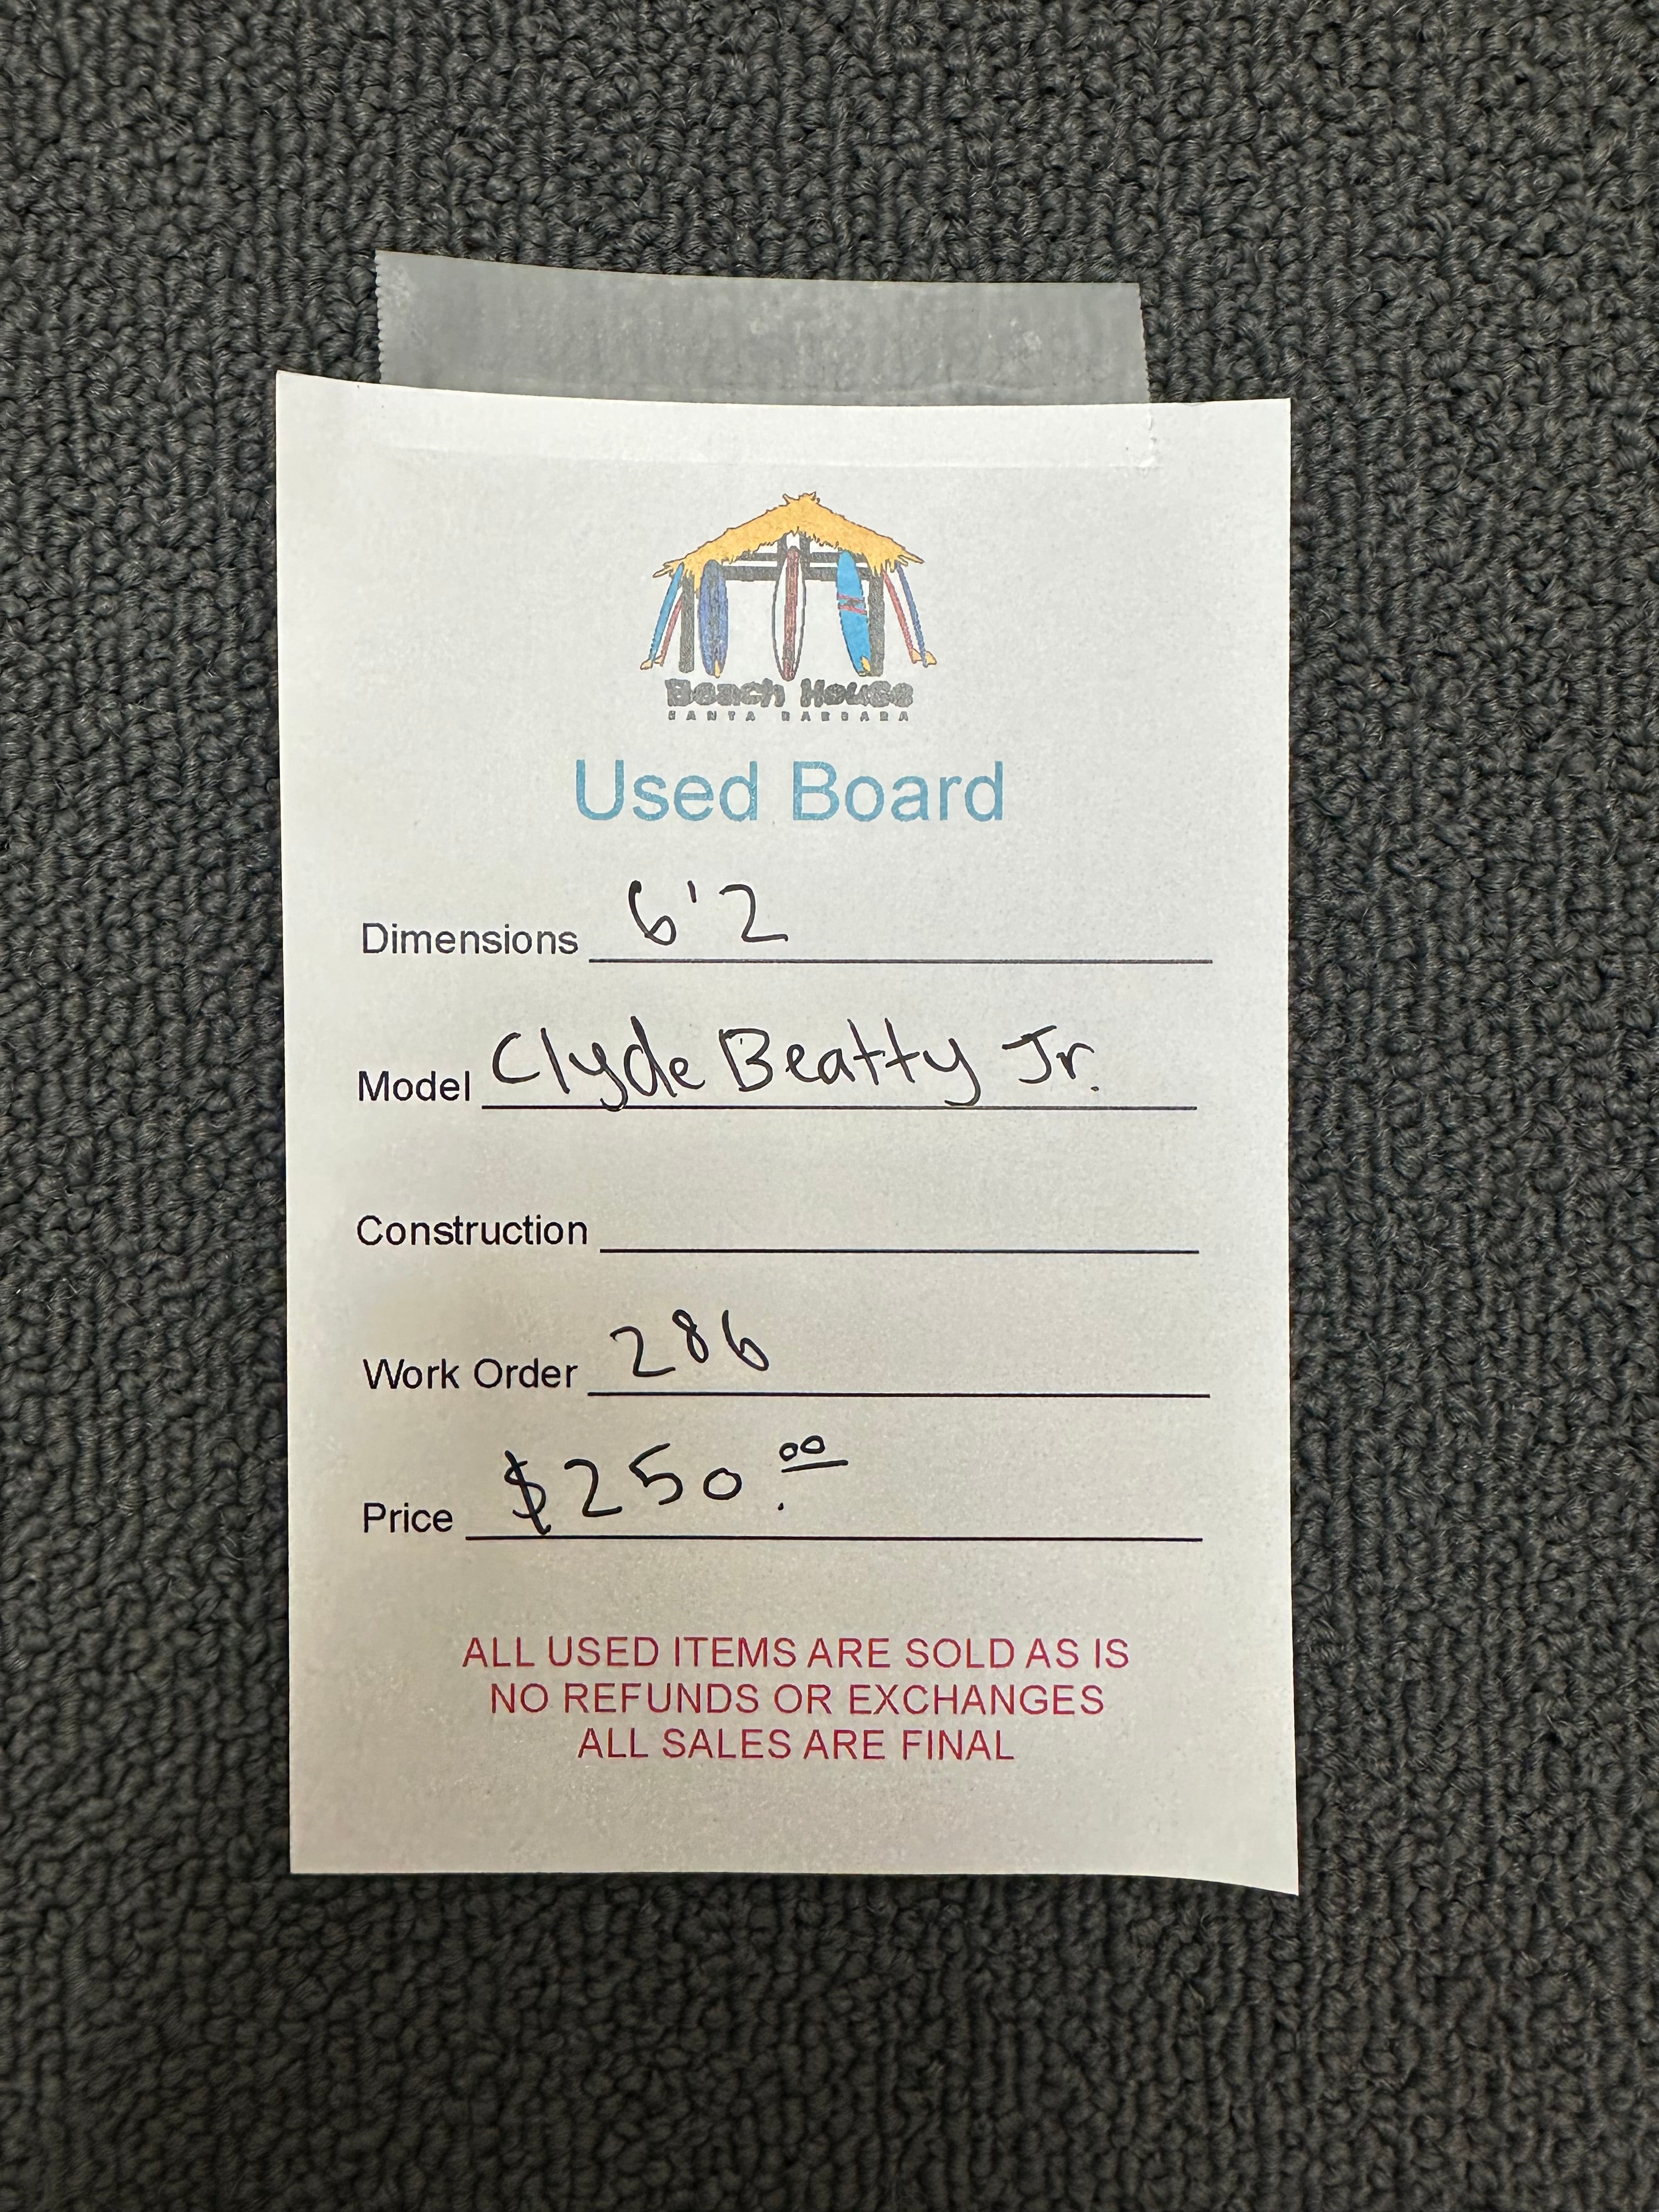 Beach House
SANTA BARBARA
Used Board
Dimensions 6'2
Model Clyde Beatty Jr.
Construction
Work Order 286
Price $250.00
ALL USED ITEMS ARE SOLD AS IS
NO REFUNDS OR EXCHANGES
ALL SALES ARE FINAL